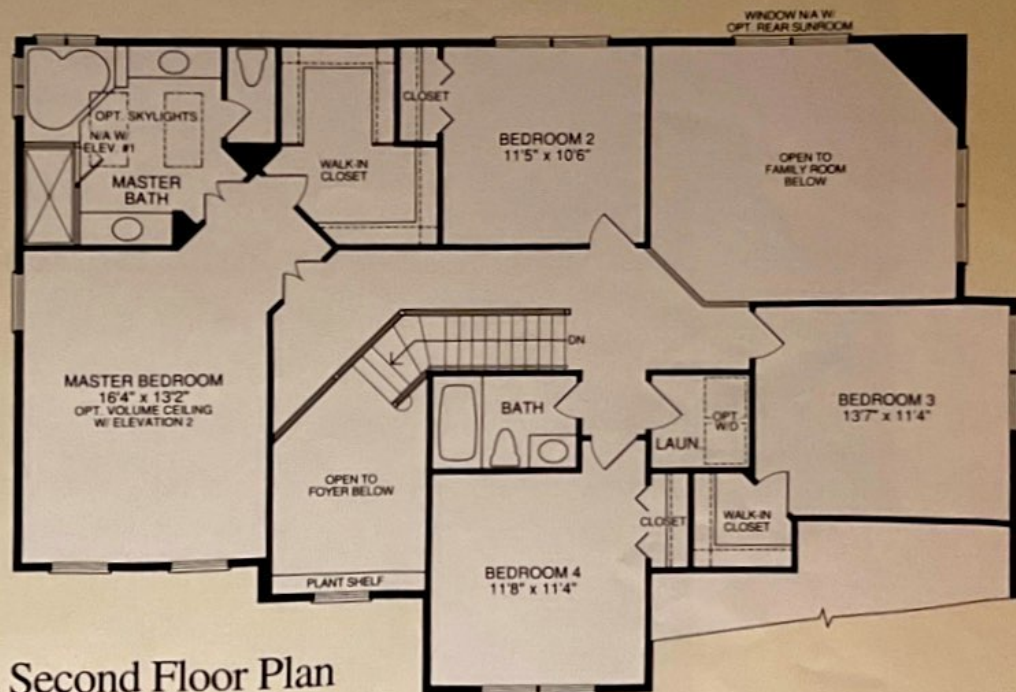 WINDOW N/A W/
OPT. REAR SUNROOM
OPT. SKYLIGHTS
N/A W/
ELEV. #1
MASTER
BATH
WALK-IN
CLOSET
CLOSET
BEDROOM 2
11'5" x 10'6"
OPEN TO
FAMILY ROOM
BELOW
MASTER BEDROOM
16'4" x 13'2"
OPT. VOLUME CEILING
W/ ELEVATION 2
DN
BATH
LAUN.
OPT.
W/D
BEDROOM 3
13'7" x 11'4"
OPEN TO
FOYER BELOW
CLOSET
WALK-IN
CLOSET
PLANT SHELF
BEDROOM 4
11'8" x 11'4"
Second Floor Plan